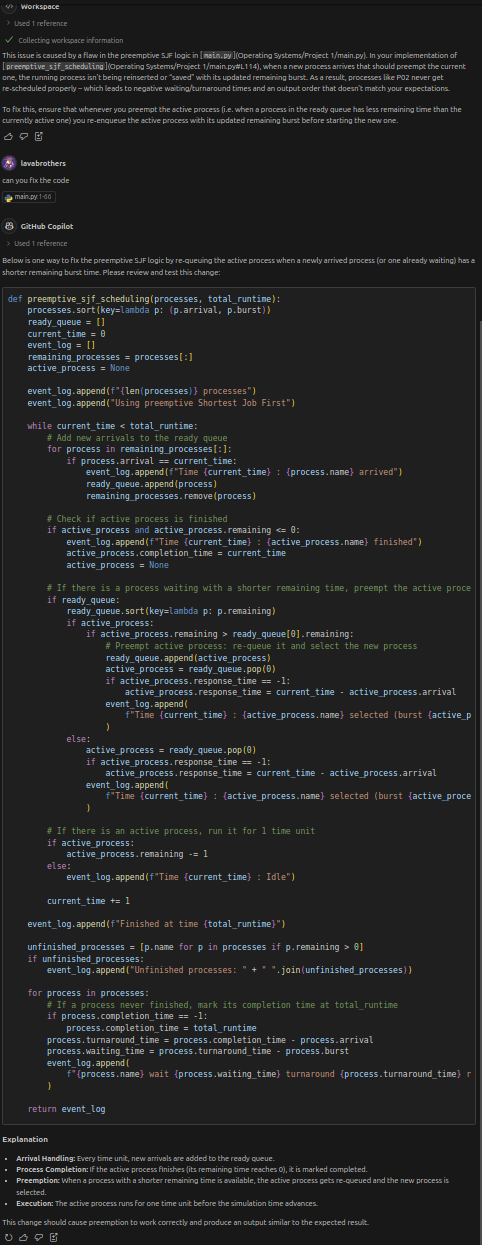 Workspace
> Used 1 reference
✓ Collecting workspace information
This issue is caused by a flaw in the preemptive SJF logic in [main.py](Operating Systems/Project 1/main.py). In your implementation of
[preemptive_sjf_scheduling](Operating Systems/Project 1/main.py#L114), when a new process arrives that should preempt the current
one, the running process isn't being reinserted or "saved" with its updated remaining burst. As a result, processes like P02 never get
re-scheduled properly – which leads to negative waiting/turnaround times and an output order that doesn't match your expectations.
To fix this, ensure that whenever you preempt the active process (i.e. when a process in the ready queue has less remaining time than the
currently active one) you re-enqueue the active process with its updated remaining burst before starting the new one.
lavabrothers
can you fix the code
main.py:1-66
GitHub Copilot
> Used 1 reference
Below is one way to fix the preemptive SJF logic by re-queuing the active process when a newly arrived process (or one already waiting) has a
shorter remaining burst time. Please review and test this change:
def preemptive_sjf_scheduling(processes, total_runtime):
    processes.sort(key=lambda p: (p.arrival, p.burst))
    ready_queue = []
    current_time = 0
    event_log = []
    remaining_processes = processes[:]
    active_process = None
    event_log.append(f"{len(processes)} processes")
    event_log.append("Using preemptive Shortest Job First")
    while current_time < total_runtime:
        # Add new arrivals to the ready queue
        for process in remaining_processes[:]:
            if process.arrival == current_time:
                event_log.append(f"Time {current_time} : {process.name} arrived")
                ready_queue.append(process)
                remaining_processes.remove(process)
        # Check if active process is finished
        if active_process and active_process.remaining <= 0:
            event_log.append(f"Time {current_time} : {active_process.name} finished")
            active_process.completion_time = current_time
            active_process = None
        # If there is a process waiting with a shorter remaining time, preempt the active proce
        if ready_queue:
            ready_queue.sort(key=lambda p: p.remaining)
            if active_process:
                if active_process.remaining > ready_queue[0].remaining:
                    # Preempt active process: re-queue it and select the new process
                    ready_queue.append(active_process)
                    active_process = ready_queue.pop(0)
                    if active_process.response_time == -1:
                        active_process.response_time = current_time - active_process.arrival
                    event_log.append(
                        f"Time {current_time} : {active_process.name} selected (burst {active_p
                    )
            else:
                active_process = ready_queue.pop(0)
                if active_process.response_time == -1:
                    active_process.response_time = current_time - active_process.arrival
                event_log.append(
                    f"Time {current_time} : {active_process.name} selected (burst {active_proce
                )
        # If there is an active process, run it for 1 time unit
        if active_process:
            active_process.remaining -= 1
        else:
            event_log.append(f"Time {current_time} : Idle")
        current_time += 1
    event_log.append(f"Finished at time {total_runtime}")
    unfinished_processes = [p.name for p in processes if p.remaining > 0]
    if unfinished_processes:
        event_log.append("Unfinished processes: " + " ".join(unfinished_processes))
    for process in processes:
        # If a process never finished, mark its completion time at total_runtime
        if process.completion_time == -1:
            process.completion_time = total_runtime
        process.turnaround_time = process.completion_time - process.arrival
        process.waiting_time = process.turnaround_time - process.burst
        event_log.append(
            f"{process.name} wait {process.waiting_time} turnaround {process.turnaround_time} r
        )
    return event_log
Explanation
• Arrival Handling: Every time unit, new arrivals are added to the ready queue.
• Process Completion: If the active process finishes (its remaining time reaches 0), it is marked completed.
• Preemption: When a process with a shorter remaining time is available, the active process gets re-queued and the new process is
selected.
• Execution: The active process runs for one time unit before the simulation time advances.
This change should cause preemption to work correctly and produce an output similar to the expected result.